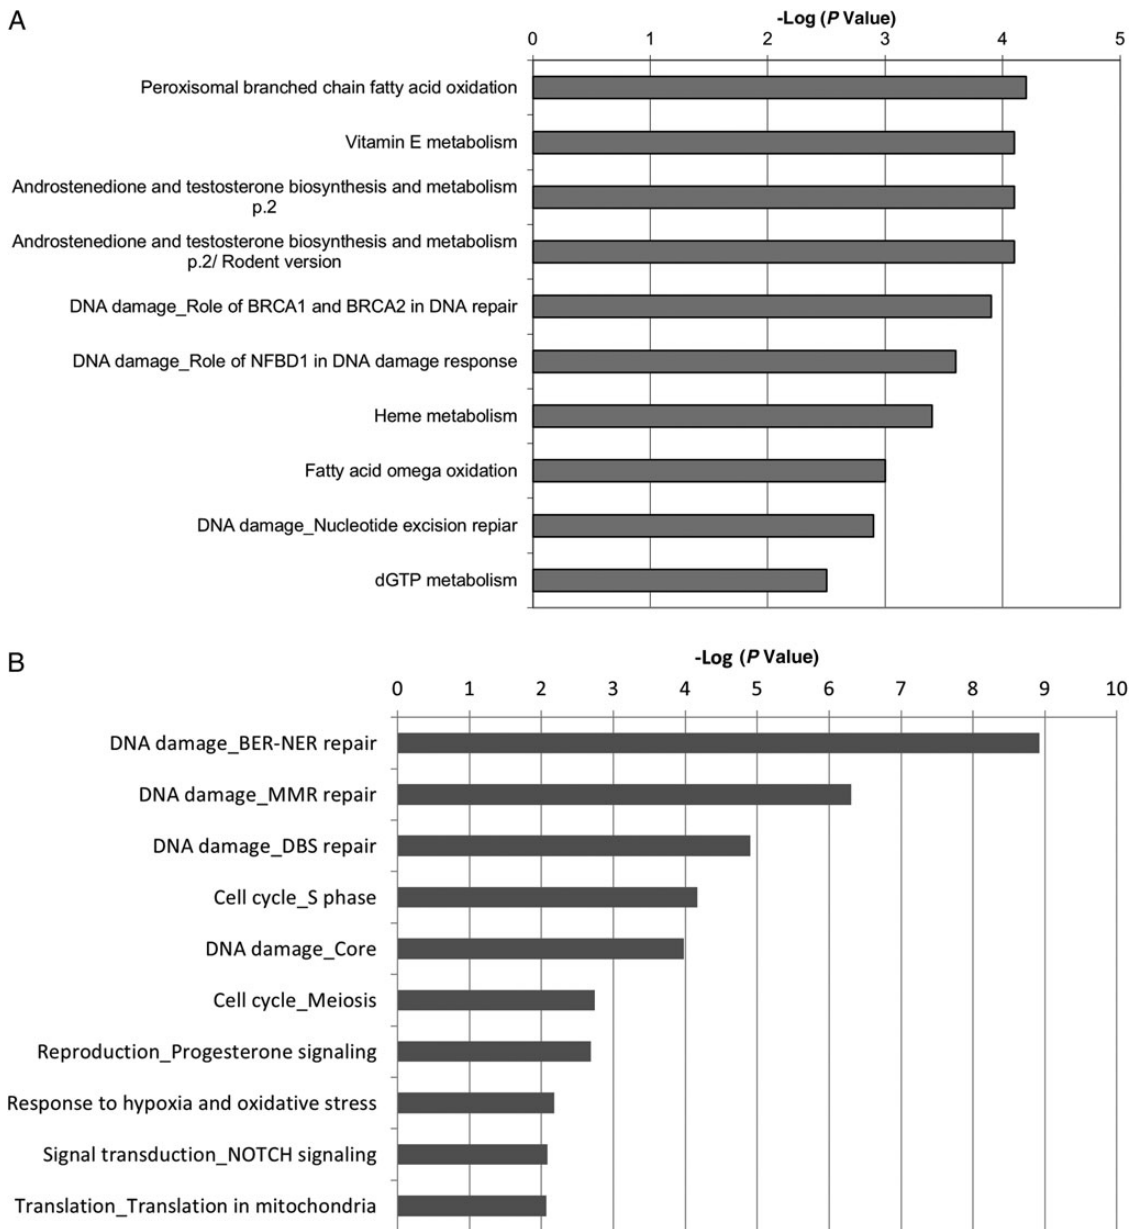 A
-Log (P Value)
0 1 2 3 4 5
Peroxisomal branched chain fatty acid oxidation
Vitamin E metabolism
Androstenedione and testosterone biosynthesis and metabolism
p.2
Androstenedione and testosterone biosynthesis and metabolism
p.2/ Rodent version
DNA damage_Role of BRCA1 and BRCA2 in DNA repair
DNA damage_Role of NFBD1 in DNA damage response
Heme metabolism
Fatty acid omega oxidation
DNA damage_Nucleotide excision repiar
dGTP metabolism
B
-Log (P Value)
0 1 2 3 4 5 6 7 8 9 10
DNA damage_BER-NER repair
DNA damage_MMR repair
DNA damage_DBS repair
Cell cycle_S phase
DNA damage_Core
Cell cycle_Meiosis
Reproduction_Progesterone signaling
Response to hypoxia and oxidative stress
Signal transduction_NOTCH signaling
Translation_Translation in mitochondria